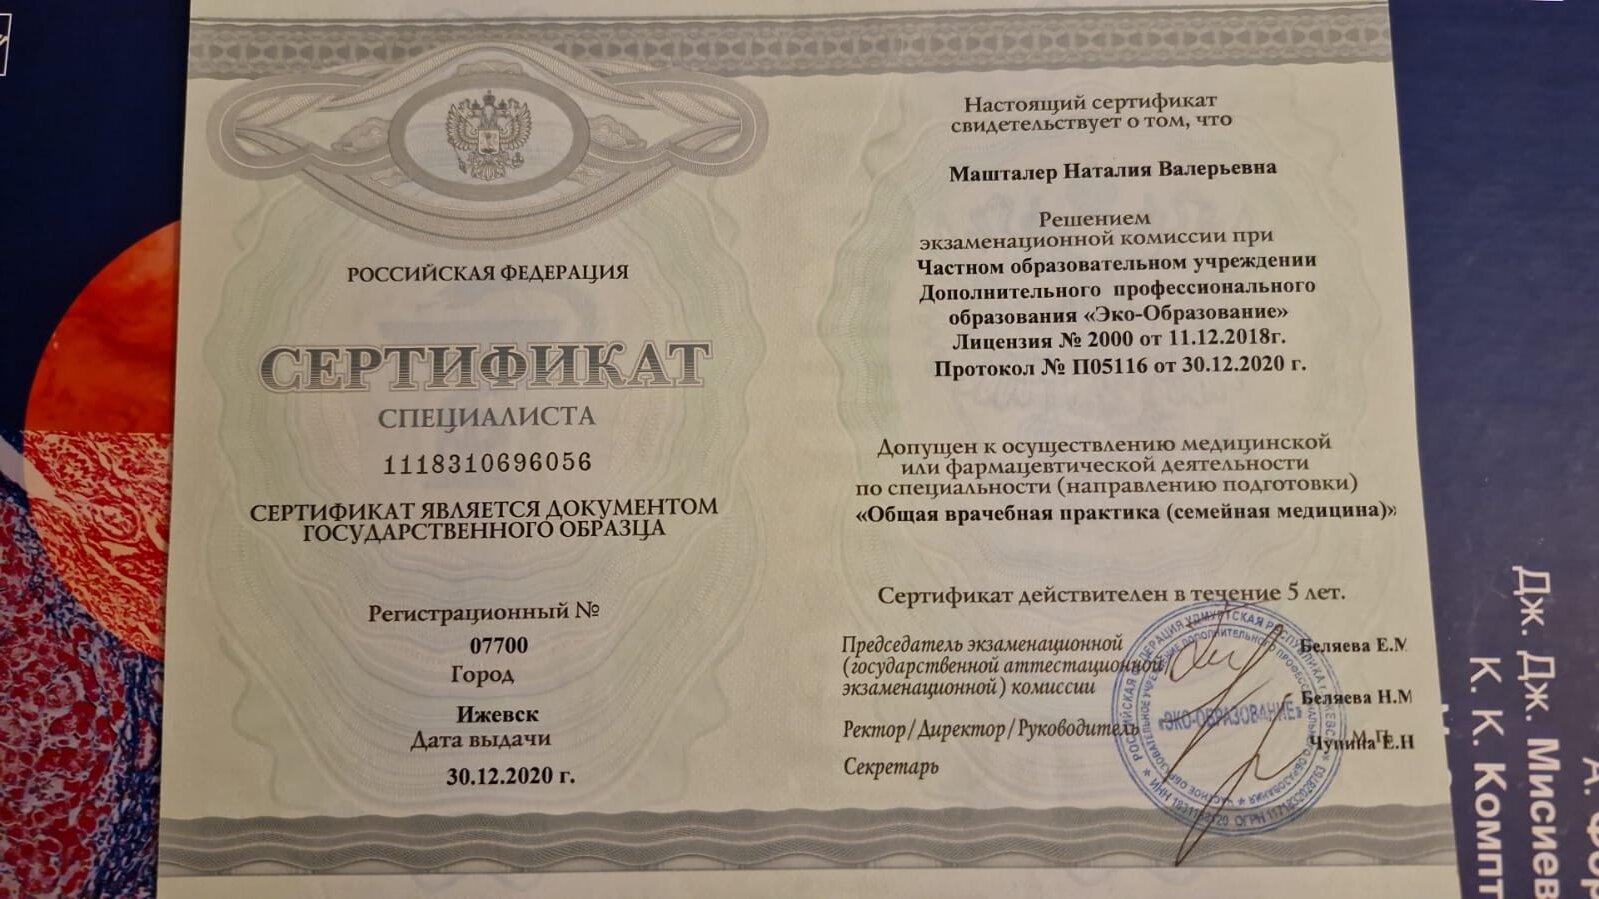 РОССИЙСКАЯ ФЕДЕРАЦИЯ
СЕРТИФИКАТ
СПЕЦИАЛИСТА
1118310696056
СЕРТИФИКАТ ЯВЛЯЕТСЯ ДОКУМЕНТОМ
ГОСУДАРСТВЕННОГО ОБРАЗЦА
Регистрационный №
07700
Город
Ижевск
Дата выдачи
30.12.2020 г.
Настоящий сертификат
свидетельствует о том, что
Машталер Наталия Валерьевна
Решением
экзаменационной комиссии при
Частном образовательном учреждении
Дополнительного профессионального
образования «Эко-Образование»
Лицензия № 2000 от 11.12.2018г.
Протокол № П05116 от 30.12.2020 г.
Допущен к осуществлению медицинской
или фармацевтической деятельности
по специальности (направлению подготовки)
«Общая врачебная практика (семейная медицина)»
Сертификат действителен в течение 5 лет.
Председатель экзаменационной
(государственной аттестационной
экзаменационной) комиссии
Беляева Е.М
Беляева Н.М
Ректор/Директор/Руководитель
М.П.
Чупина Е.Н
Секретарь
«ЭКО-ОБРАЗОВАНИЕ»
Дж. Дж. Мисиев
К. К. Компт